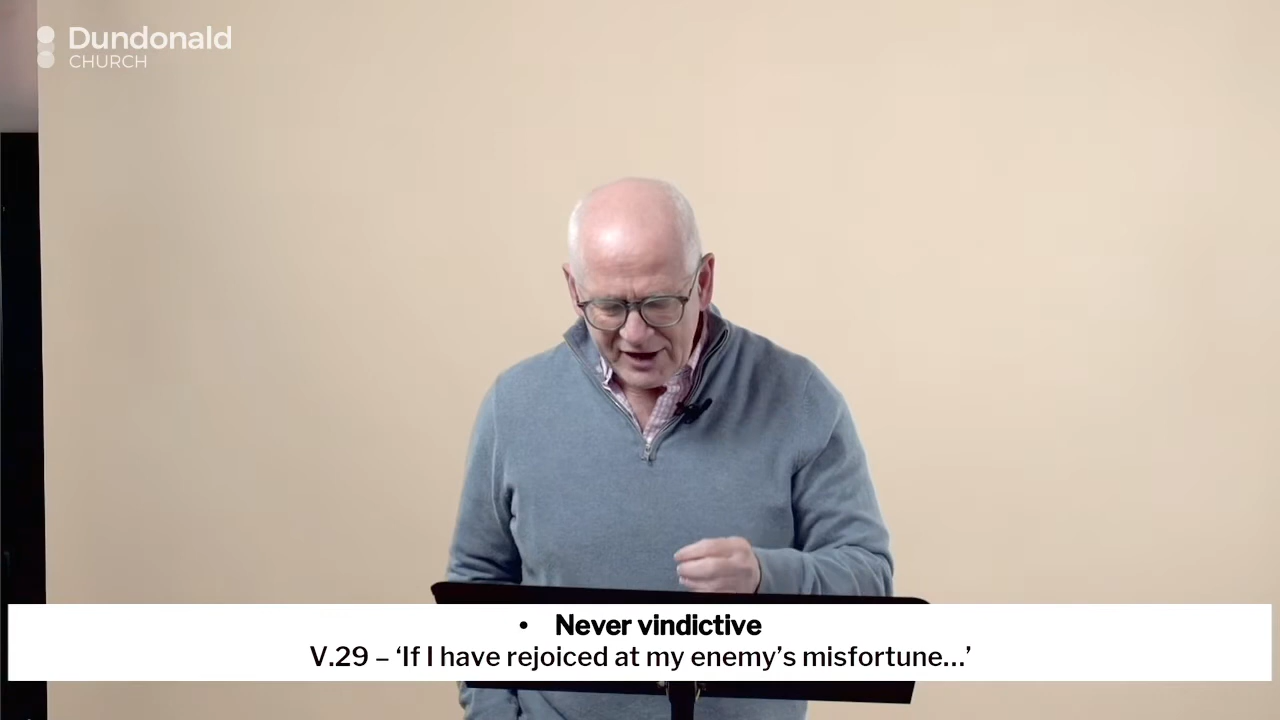 Dundonald
CHURCH
• Never vindictive
V.29 – ‘If I have rejoiced at my enemy’s misfortune...’